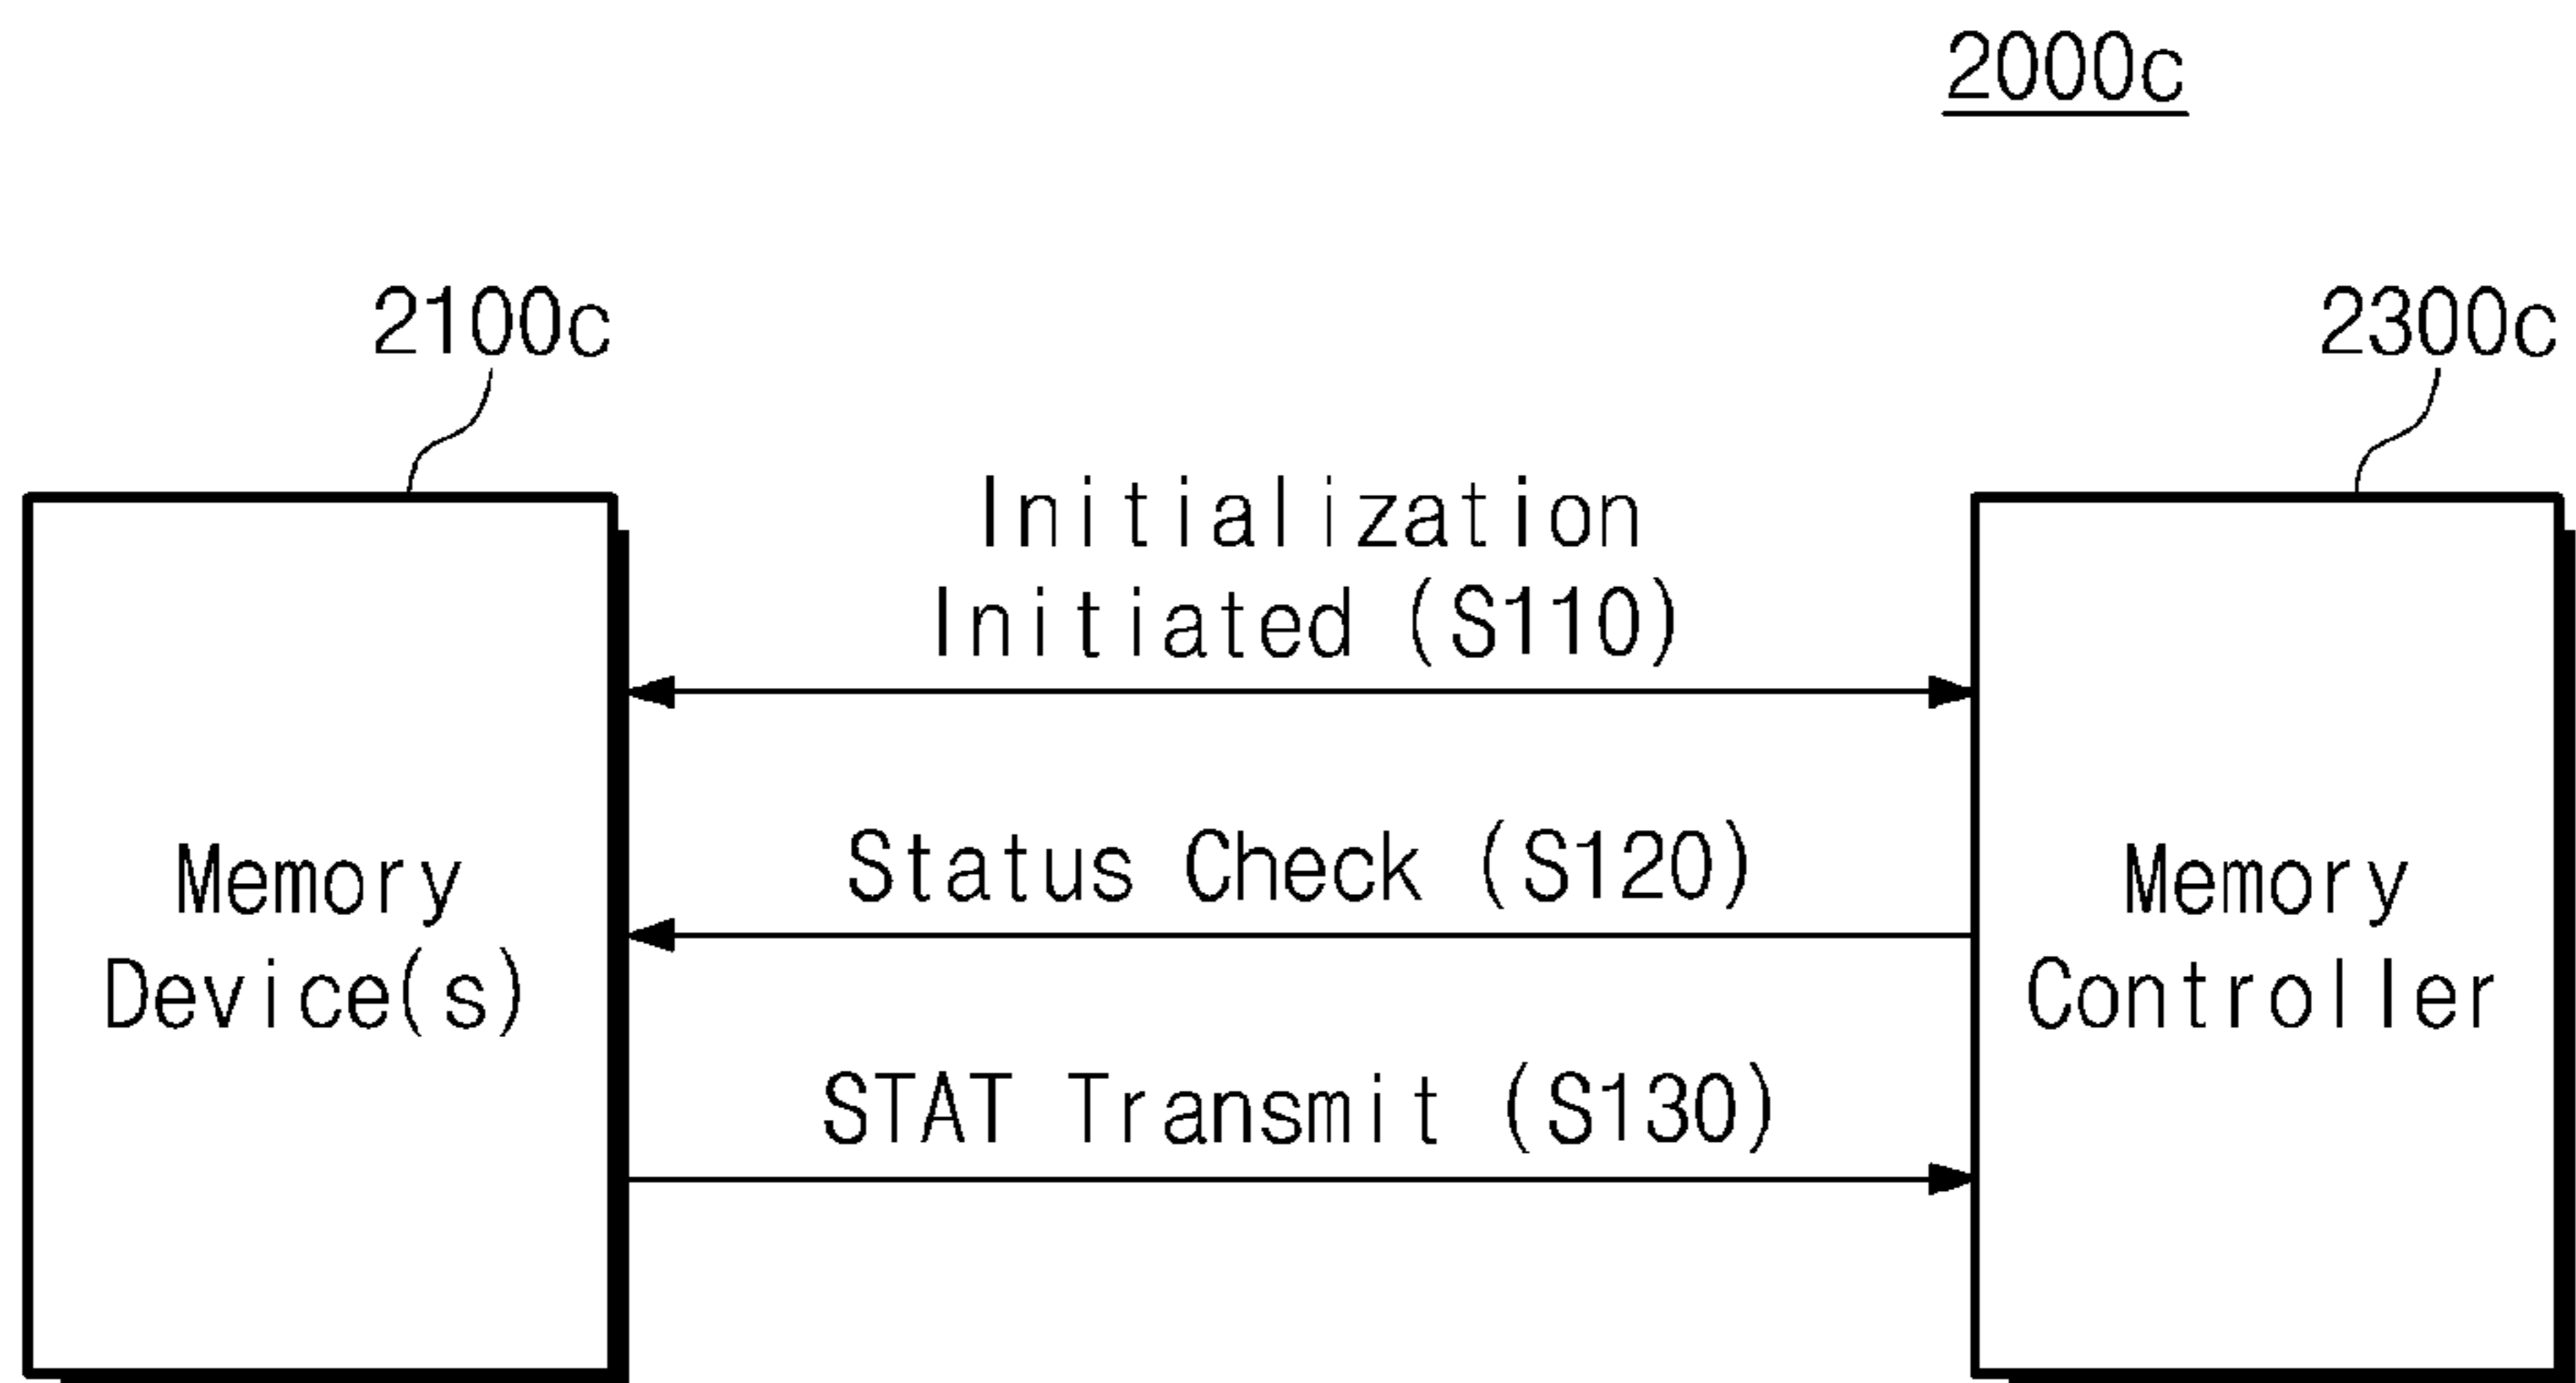 2000c
2100c
2300c
Initialization
Initiated (S110)
Status Check (S120)
Memory
Device(s)
Memory
Controller
STAT Transmit (S130)